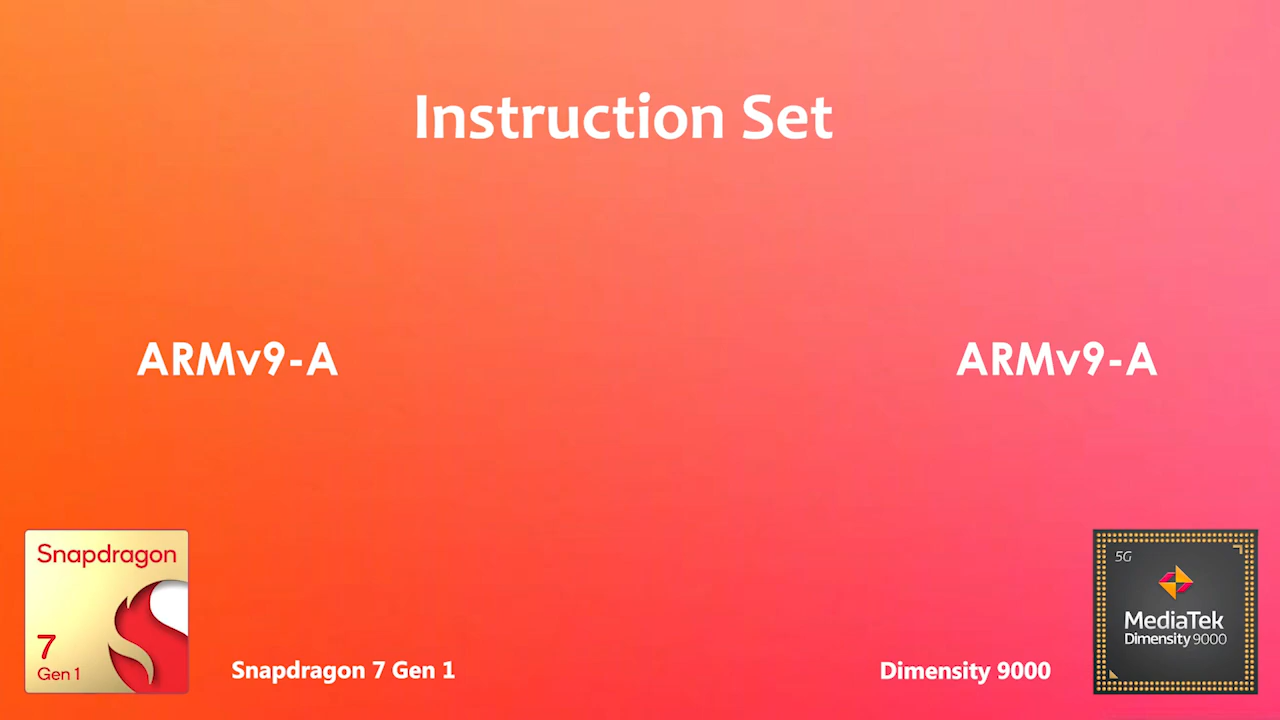 Instruction Set
ARMv9-A
ARMv9-A
Snapdragon
7
Gen 1
Snapdragon 7 Gen 1
Dimensity 9000
5G
MediaTek
Dimensity 9000